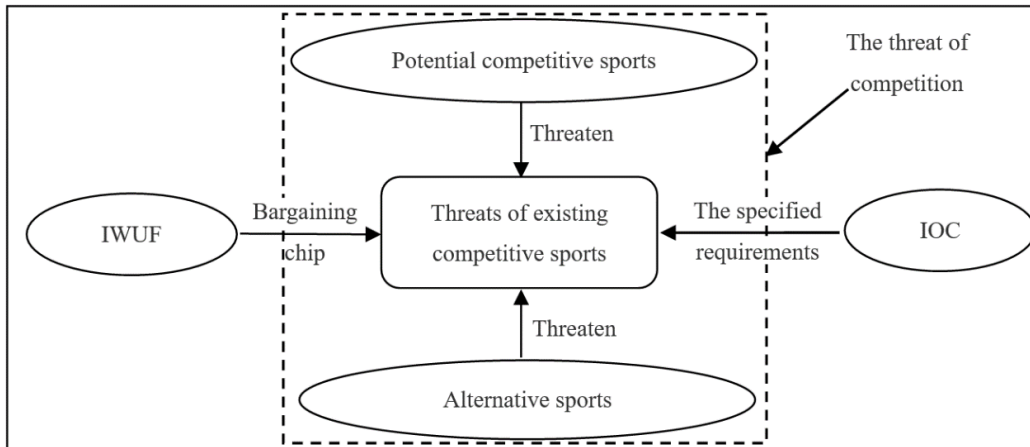 Potential competitive sports
The threat of
competition
Threaten
IWUF
Bargaining
chip
Threats of existing
competitive sports
The specified
requirements
IOC
Threaten
Alternative sports